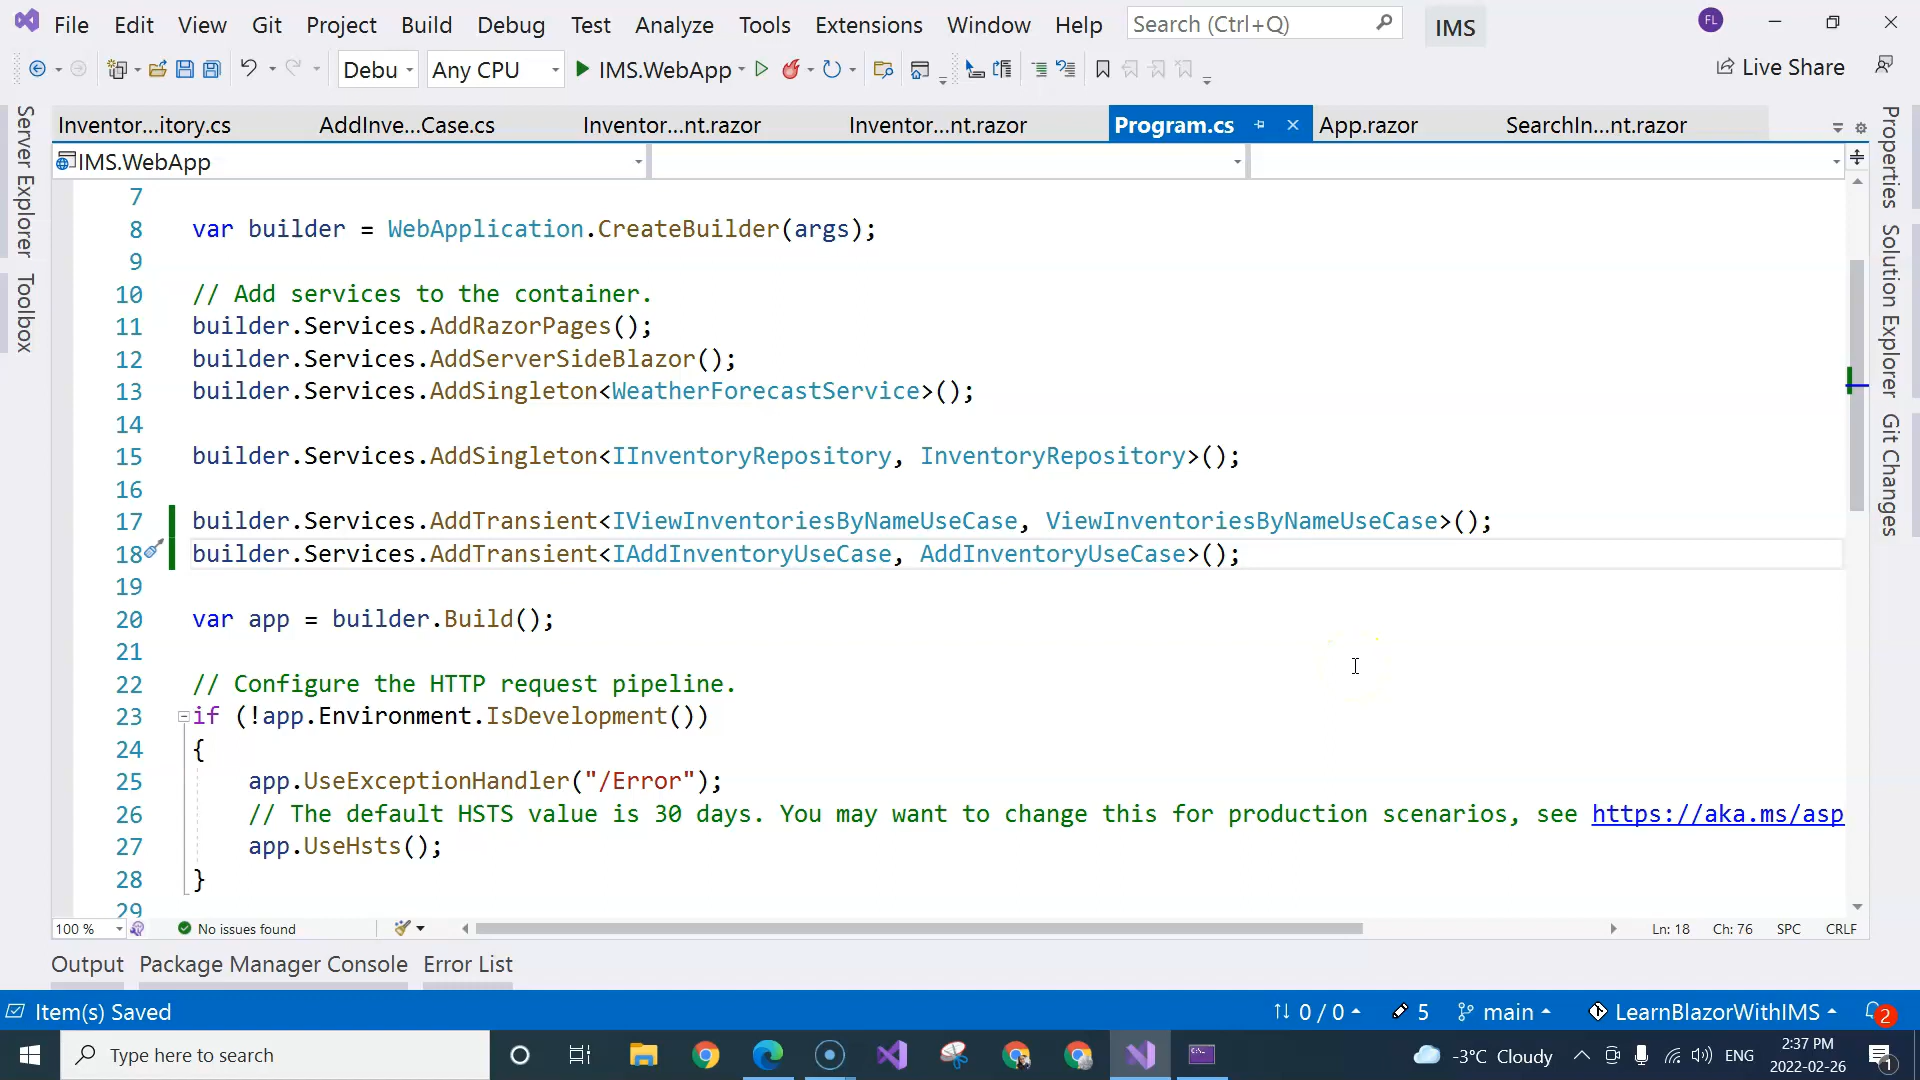 File Edit View Git Project Build Debug Test Analyze Tools Extensions Window Help Search (Ctrl+Q) IMS FL
Debu Any CPU IMS.WebApp Live Share
Server Explorer
Toolbox
Inventor...itory.cs AddInve...Case.cs Inventor...nt.razor Inventor...nt.razor Program.cs App.razor SearchIn...nt.razor
IMS.WebApp
7
8 var builder = WebApplication.CreateBuilder(args);
9
10 // Add services to the container.
11 builder.Services.AddRazorPages();
12 builder.Services.AddServerSideBlazor();
13 builder.Services.AddSingleton<WeatherForecastService>();
14
15 builder.Services.AddSingleton<IInventoryRepository, InventoryRepository>();
16
17 builder.Services.AddTransient<IViewInventoriesByNameUseCase, ViewInventoriesByNameUseCase>();
18 builder.Services.AddTransient<IAddInventoryUseCase, AddInventoryUseCase>();
19
20 var app = builder.Build();
21
22 // Configure the HTTP request pipeline.
23 if (!app.Environment.IsDevelopment())
24 {
25 app.UseExceptionHandler("/Error");
26 // The default HSTS value is 30 days. You may want to change this for production scenarios, see https://aka.ms/asp
27 app.UseHsts();
28 }
29
Properties
Solution Explorer
Git Changes
100 % No issues found Ln: 18 Ch: 76 SPC CRLF
Output Package Manager Console Error List
Item(s) Saved 0 / 0 5 main LearnBlazorWithIMS 2
Type here to search -3°C Cloudy ENG 2:37 PM 2022-02-26 1